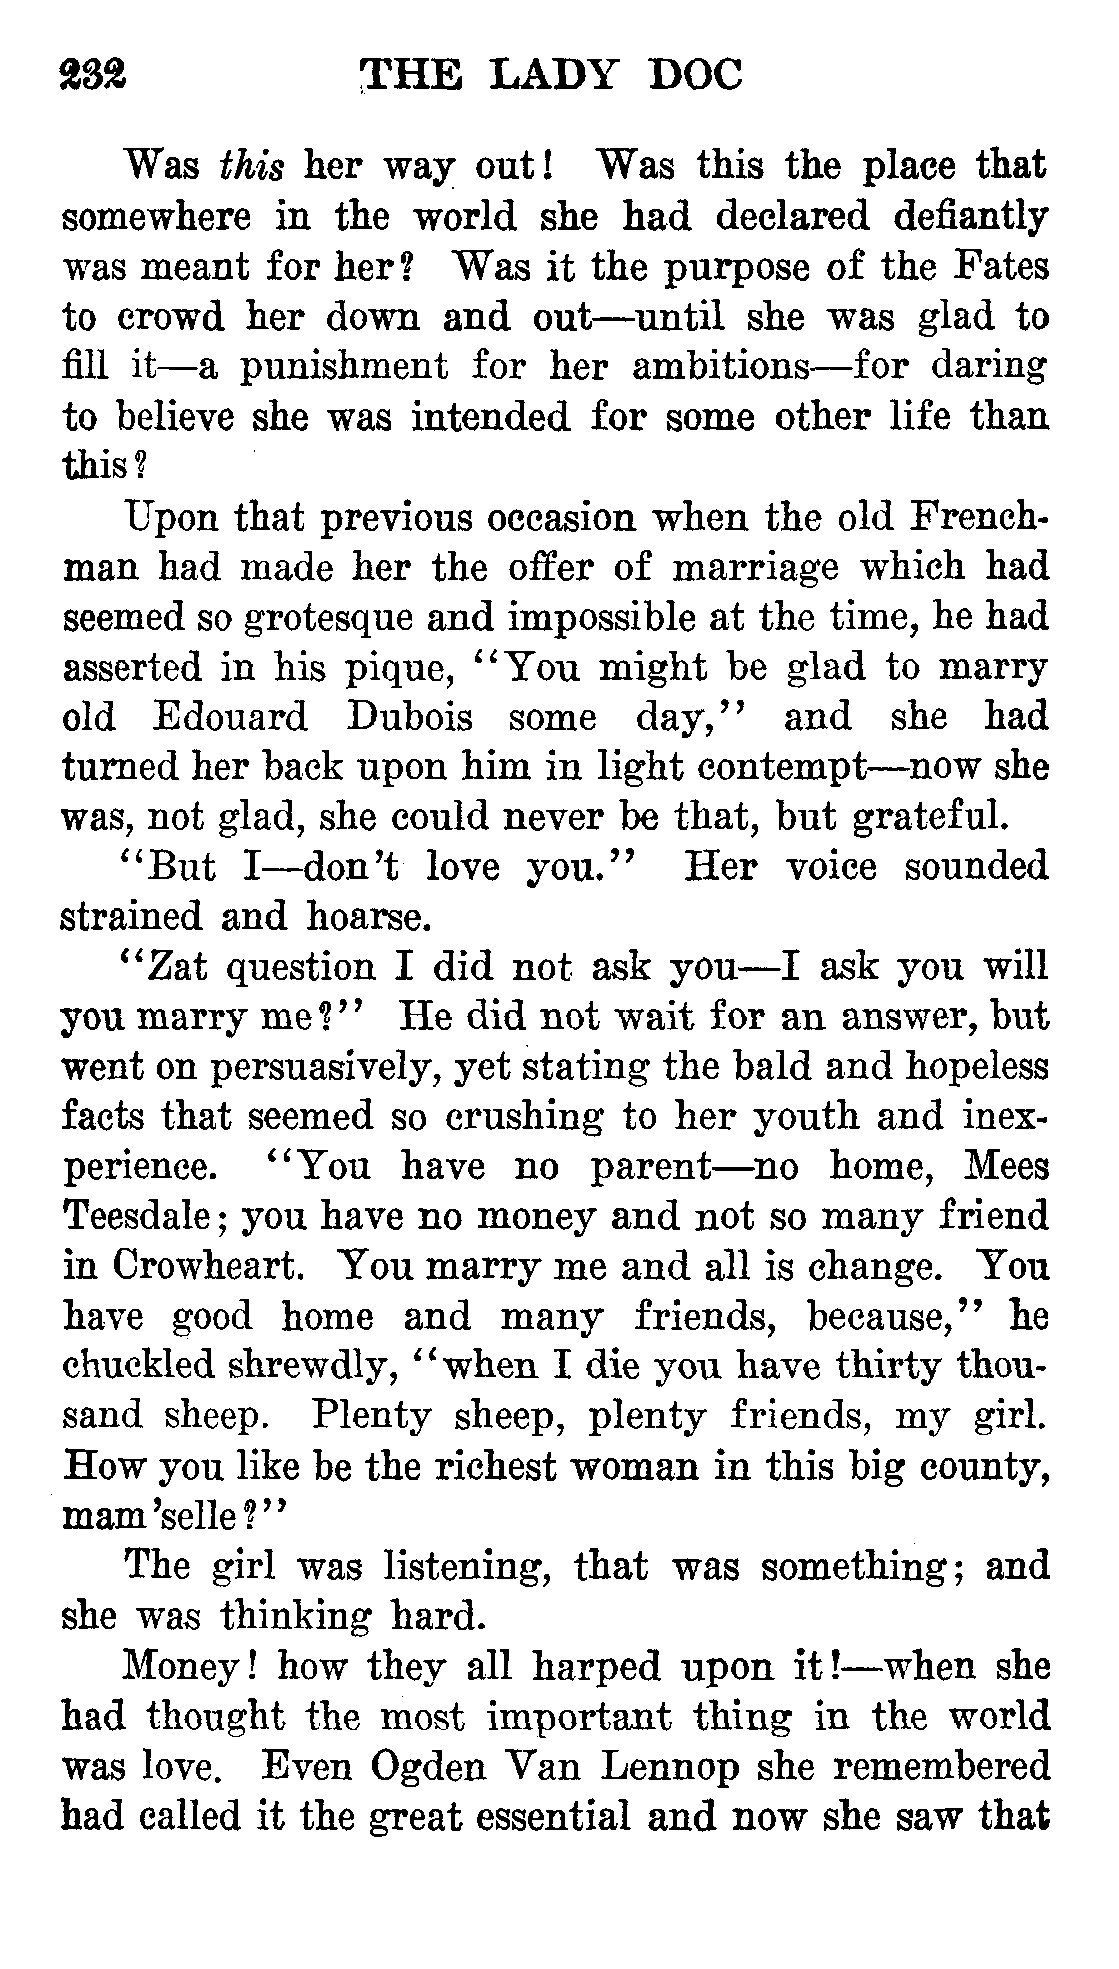 232 THE LADY DOC
Was this her way out! Was this the place that
somewhere in the world she had declared defiantly
was meant for her? Was it the purpose of the Fates
to crowd her down and out—until she was glad to
fill it—a punishment for her ambitions—for daring
to believe she was intended for some other life than
this?
Upon that previous occasion when the old French-
man had made her the offer of marriage which had
seemed so grotesque and impossible at the time, he had
asserted in his pique, "You might be glad to marry
old Edouard Dubois some day," and she had
turned her back upon him in light contempt—now she
was, not glad, she could never be that, but grateful.
"But I—don't love you." Her voice sounded
strained and hoarse.
"Zat question I did not ask you—I ask you will
you marry me?" He did not wait for an answer, but
went on persuasively, yet stating the bald and hopeless
facts that seemed so crushing to her youth and inex-
perience. "You have no parent—no home, Mees
Teesdale; you have no money and not so many friend
in Crowheart. You marry me and all is change. You
have good home and many friends, because," he
chuckled shrewdly, "when I die you have thirty thou-
sand sheep. Plenty sheep, plenty friends, my girl.
How you like be the richest woman in this big county,
mam'selle?"
The girl was listening, that was something; and
she was thinking hard.
Money! how they all harped upon it!—when she
had thought the most important thing in the world
was love. Even Ogden Van Lennop she remembered
had called it the great essential and now she saw that